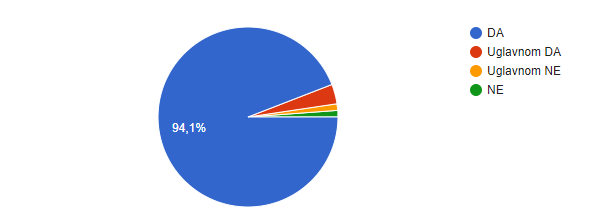 DA
Uglavnom DA
Uglavnom NE
NE
94,1%